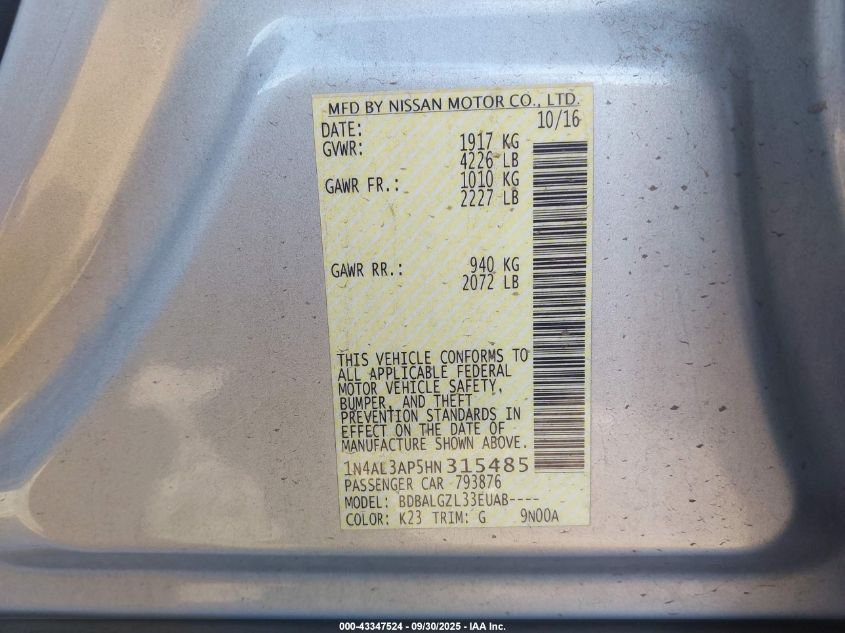 MFD BY NISSAN MOTOR CO., LTD.
DATE: 10/16
GVWR: 1917 KG
4226 LB
GAWR FR.: 1010 KG
2227 LB
GAWR RR.: 940 KG
2072 LB
THIS VEHICLE CONFORMS TO
ALL APPLICABLE FEDERAL
MOTOR VEHICLE SAFETY,
BUMPER, AND THEFT
PREVENTION STANDARDS IN
EFFECT ON THE DATE OF
MANUFACTURE SHOWN ABOVE.
1N4AL3AP5HN315485
PASSENGER CAR 793876
MODEL: BDBALGZL33EUAB----
COLOR: K23 TRIM: G 9N00A
000-43347524 - 09/30/2025 - IAA Inc.